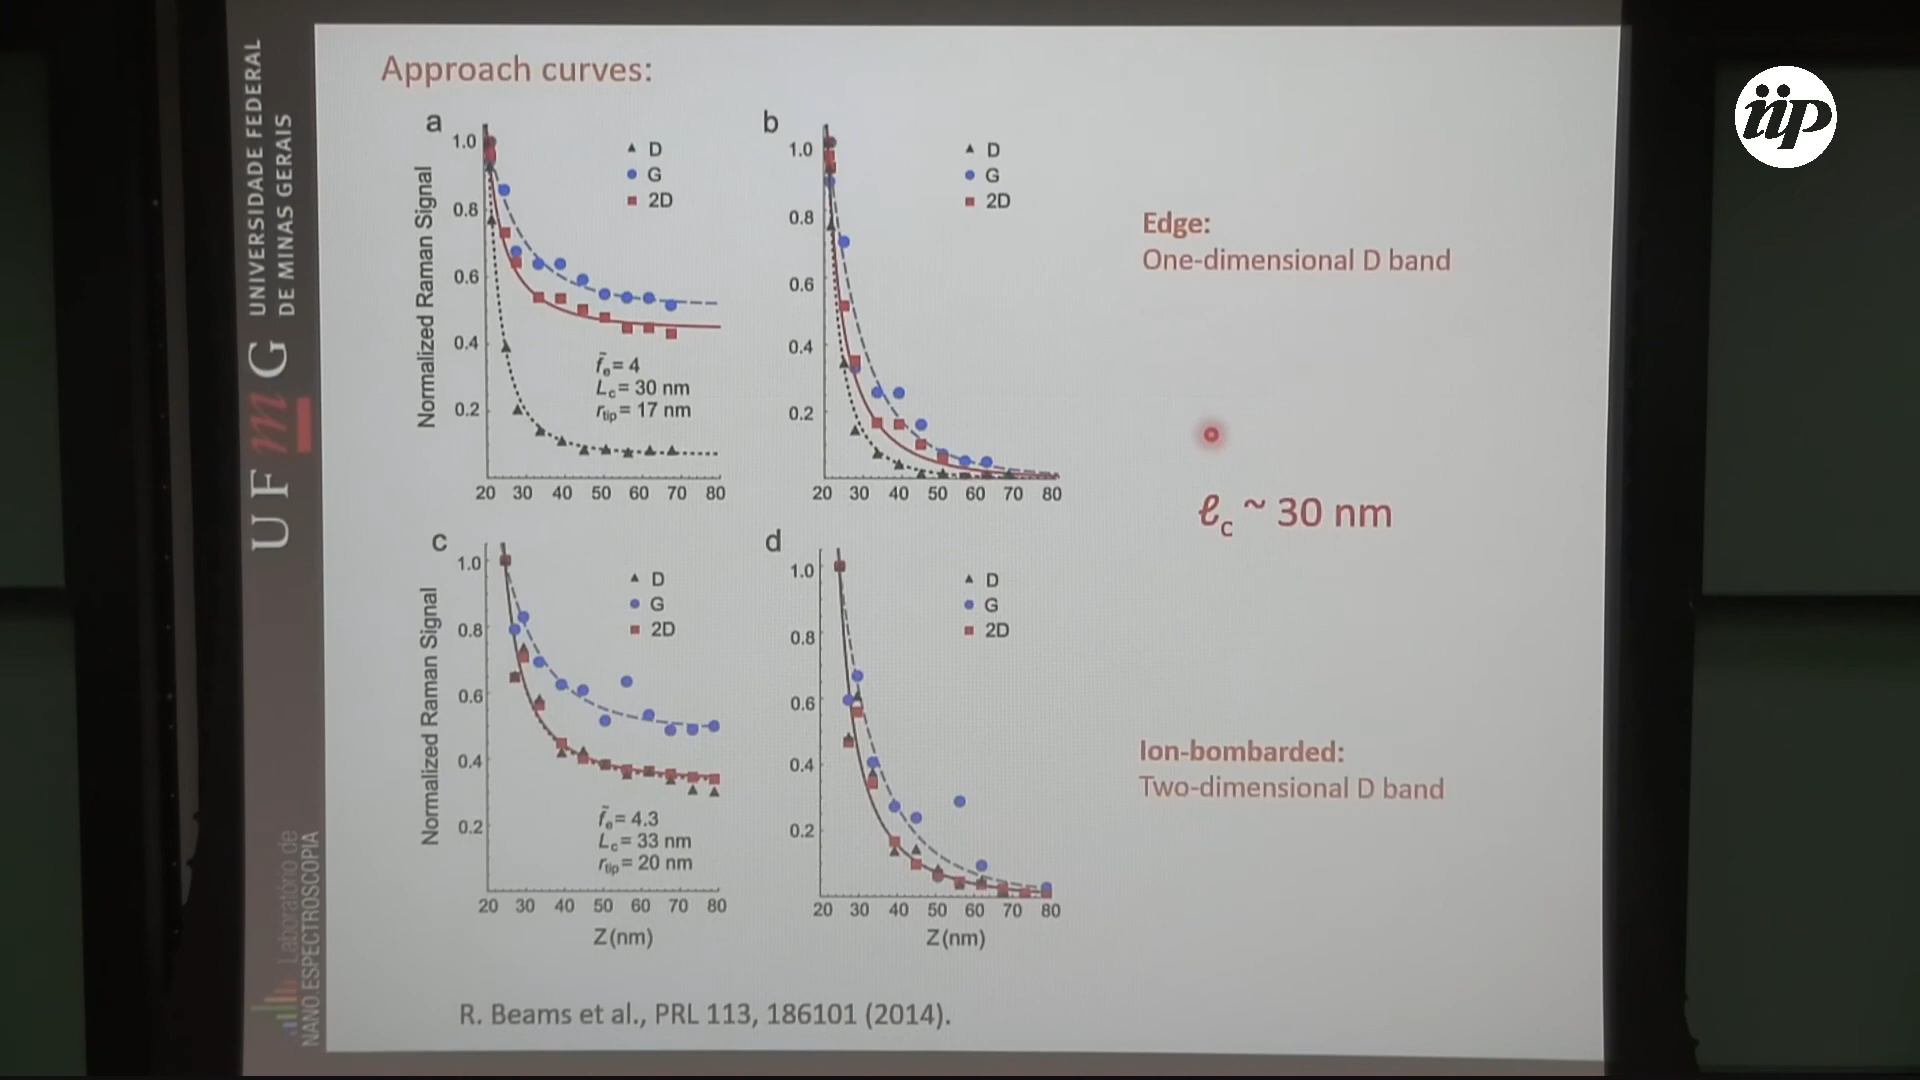 Approach curves:
UNIVERSIDADE FEDERAL
DE MINAS GERAIS
UFmG
Laboratório de
NANO.ESPECTROSCOPIA
iip
a
Normalized Raman Signal
1.0
0.8
0.6
0.4
0.2
D
G
2D
f̃e = 4
Lc = 30 nm
rtip = 17 nm
20 30 40 50 60 70 80
b
1.0
0.8
0.6
0.4
0.2
D
G
2D
20 30 40 50 60 70 80
Edge:
One-dimensional D band
ℓc ~ 30 nm
c
Normalized Raman Signal
1.0
0.8
0.6
0.4
0.2
D
G
2D
f̃e = 4.3
Lc = 33 nm
rtip = 20 nm
20 30 40 50 60 70 80
Z (nm)
d
1.0
0.8
0.6
0.4
0.2
D
G
2D
20 30 40 50 60 70 80
Z (nm)
Ion-bombarded:
Two-dimensional D band
R. Beams et al., PRL 113, 186101 (2014).